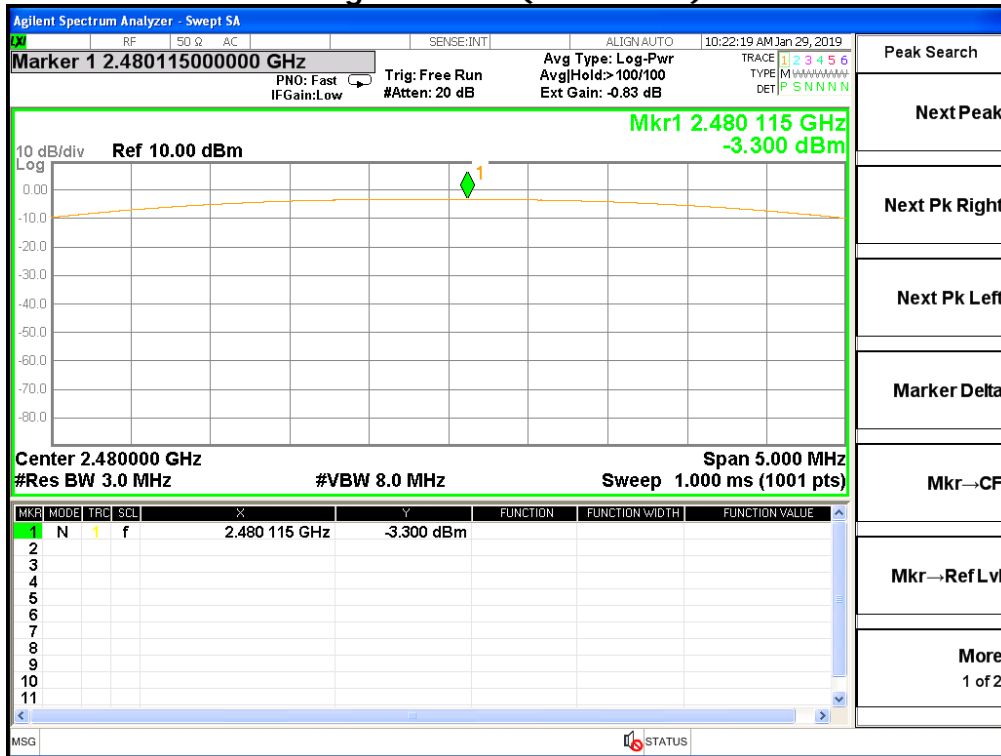 Agilent Spectrum Analyzer - Swept SA
LXI RF 50 Ω AC SENSE:INT ALIGNAUTO 10:22:19 AM Jan 29, 2019
Marker 1 2.480115000000 GHz
PNO: Fast
IFGain:Low
Trig: Free Run
#Atten: 20 dB
Avg Type: Log-Pwr
Avg|Hold:> 100/100
Ext Gain: -0.83 dB
TRACE 1 2 3 4 5 6
TYPE M WWWWW
DET P S N N N N
Mkr1 2.480 115 GHz
-3.300 dBm
10 dB/div Ref 10.00 dBm
Log
1
0.00
-10.0
-20.0
-30.0
-40.0
-50.0
-60.0
-70.0
-80.0
Center 2.480000 GHz Span 5.000 MHz
#Res BW 3.0 MHz #VBW 8.0 MHz Sweep 1.000 ms (1001 pts)
MKR MODE TRC SCL X Y FUNCTION FUNCTION WIDTH FUNCTION VALUE
1 N 1 f 2.480 115 GHz -3.300 dBm
2
3
4
5
6
7
8
9
10
11
MSG STATUS
Peak Search
Next Peak
Next Pk Right
Next Pk Left
Marker Delta
Mkr→CF
Mkr→Ref Lvl
More
1 of 2